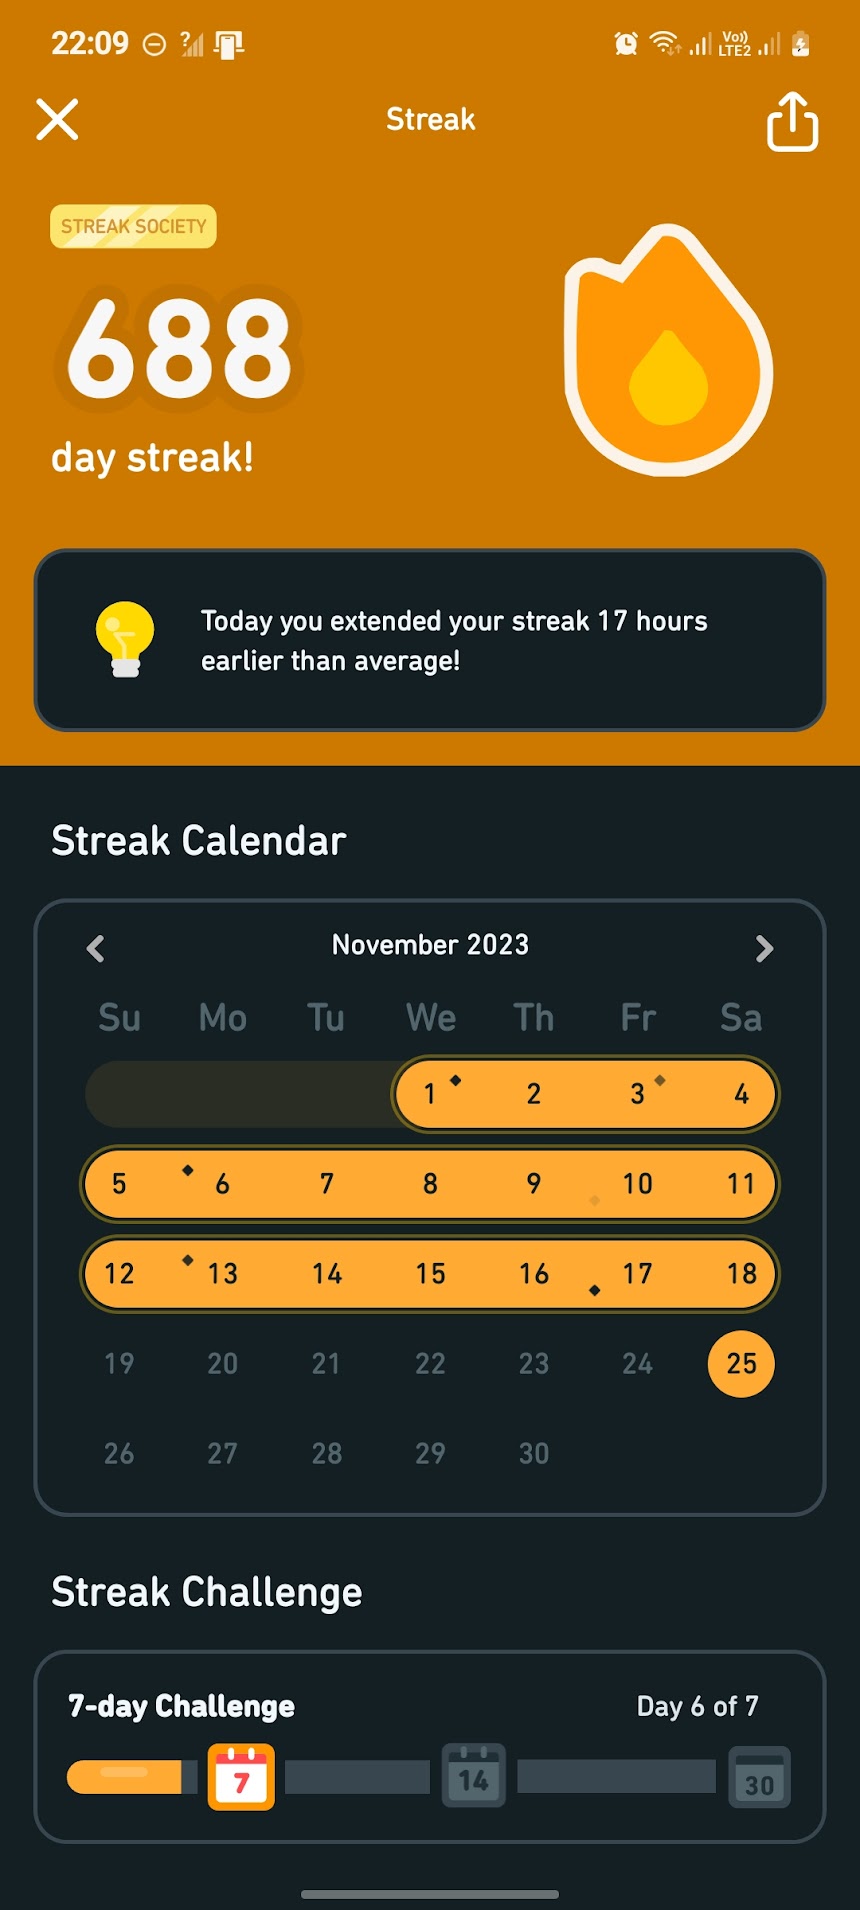 22:09
Vo))
LTE2
Streak
STREAK SOCIETY
688
day streak!
Today you extended your streak 17 hours
earlier than average!
Streak Calendar
November 2023
Su Mo Tu We Th Fr Sa
1 2 3 4
5 6 7 8 9 10 11
12 13 14 15 16 17 18
19 20 21 22 23 24 25
26 27 28 29 30
Streak Challenge
7-day Challenge Day 6 of 7
7 14 30